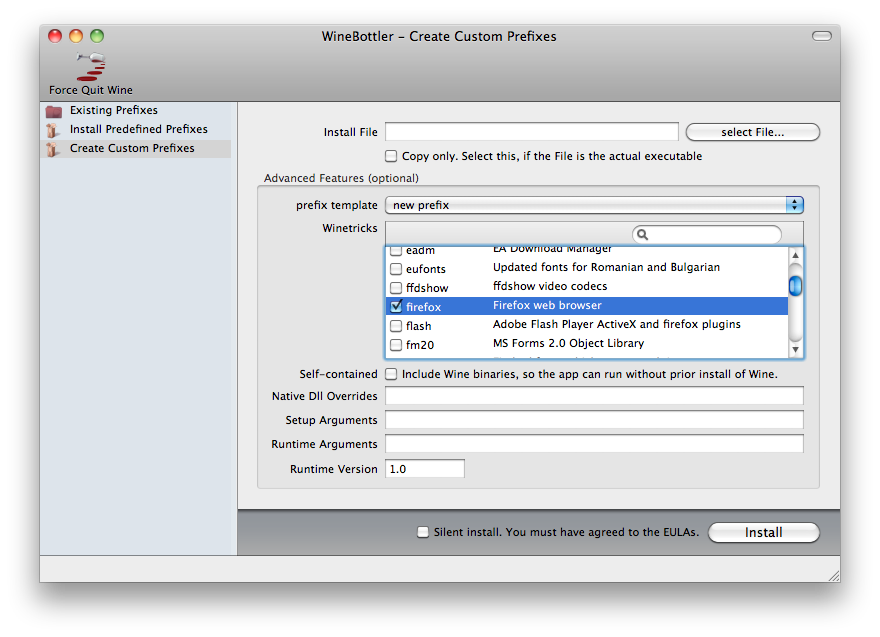 WineBottler – Create Custom Prefixes
Force Quit Wine
Existing Prefixes
Install Predefined Prefixes
Create Custom Prefixes
Install File
select File...
Copy only. Select this, if the File is the actual executable
Advanced Features (optional)
prefix template new prefix
Winetricks
eadm EA Download Manager
eufonts Updated fonts for Romanian and Bulgarian
ffdshow ffdshow video codecs
firefox Firefox web browser
flash Adobe Flash Player ActiveX and firefox plugins
fm20 MS Forms 2.0 Object Library
Self-contained Include Wine binaries, so the app can run without prior install of Wine.
Native Dll Overrides
Setup Arguments
Runtime Arguments
Runtime Version 1.0
Silent install. You must have agreed to the EULAs.
Install